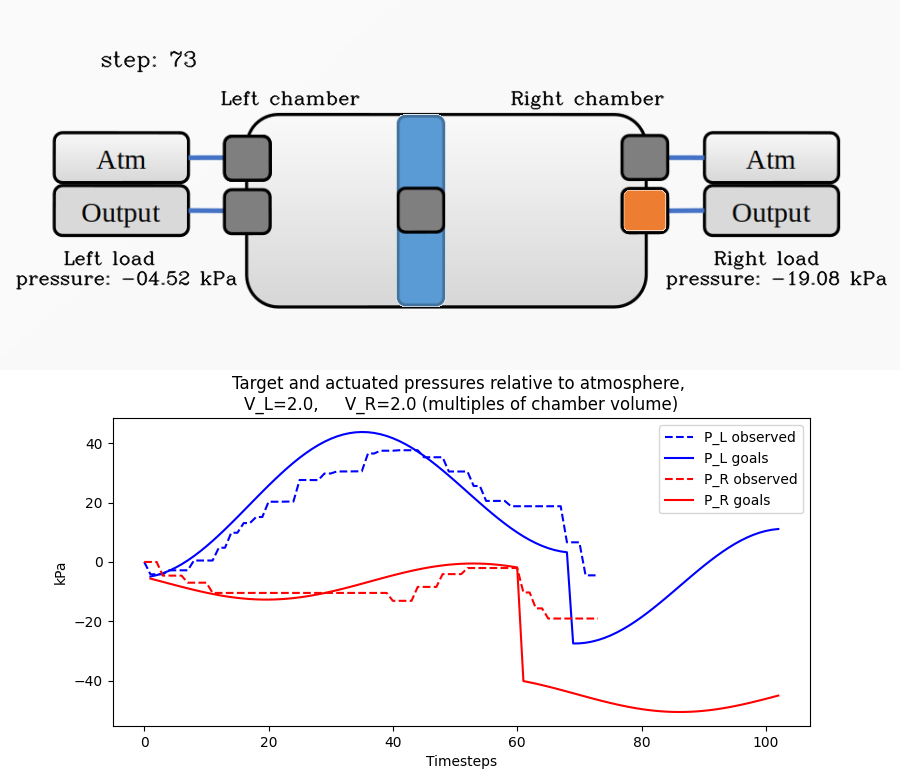 step: 73
Left chamber
Right chamber
Atm
Atm
Output
Output
Left load
pressure: -04.52 kPa
Right load
pressure: -19.08 kPa
Target and actuated pressures relative to atmosphere,
V_L=2.0, V_R=2.0 (multiples of chamber volume)
P_L observed
P_L goals
P_R observed
P_R goals
40
20
0
−20
−40
kPa
0
20
40
60
80
100
Timesteps